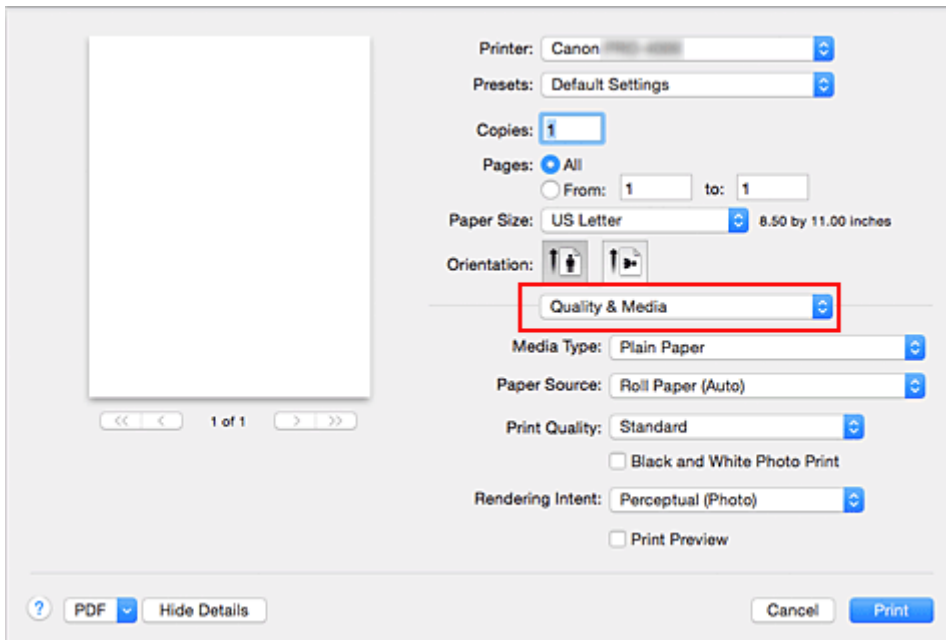 Printer: Canon
Presets: Default Settings
Copies: 1
Pages: All
From: 1 to: 1
Paper Size: US Letter 8.50 by 11.00 inches
Orientation:
Quality & Media
Media Type: Plain Paper
Paper Source: Roll Paper (Auto)
<< < 1 of 1 > >>
Print Quality: Standard
Black and White Photo Print
Rendering Intent: Perceptual (Photo)
Print Preview
? PDF Hide Details Cancel Print